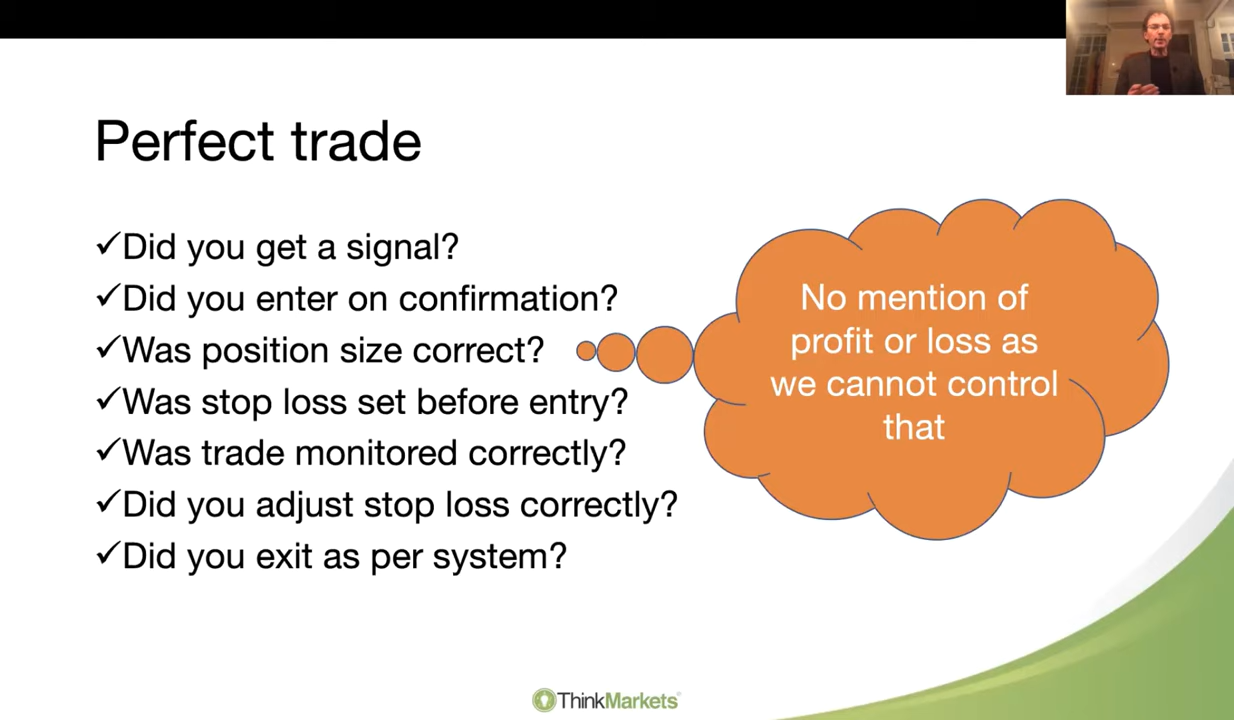 Perfect trade
✓Did you get a signal?
✓Did you enter on confirmation?
✓Was position size correct?
✓Was stop loss set before entry?
✓Was trade monitored correctly?
✓Did you adjust stop loss correctly?
✓Did you exit as per system?
No mention of
profit or loss as
we cannot control
that
ThinkMarkets